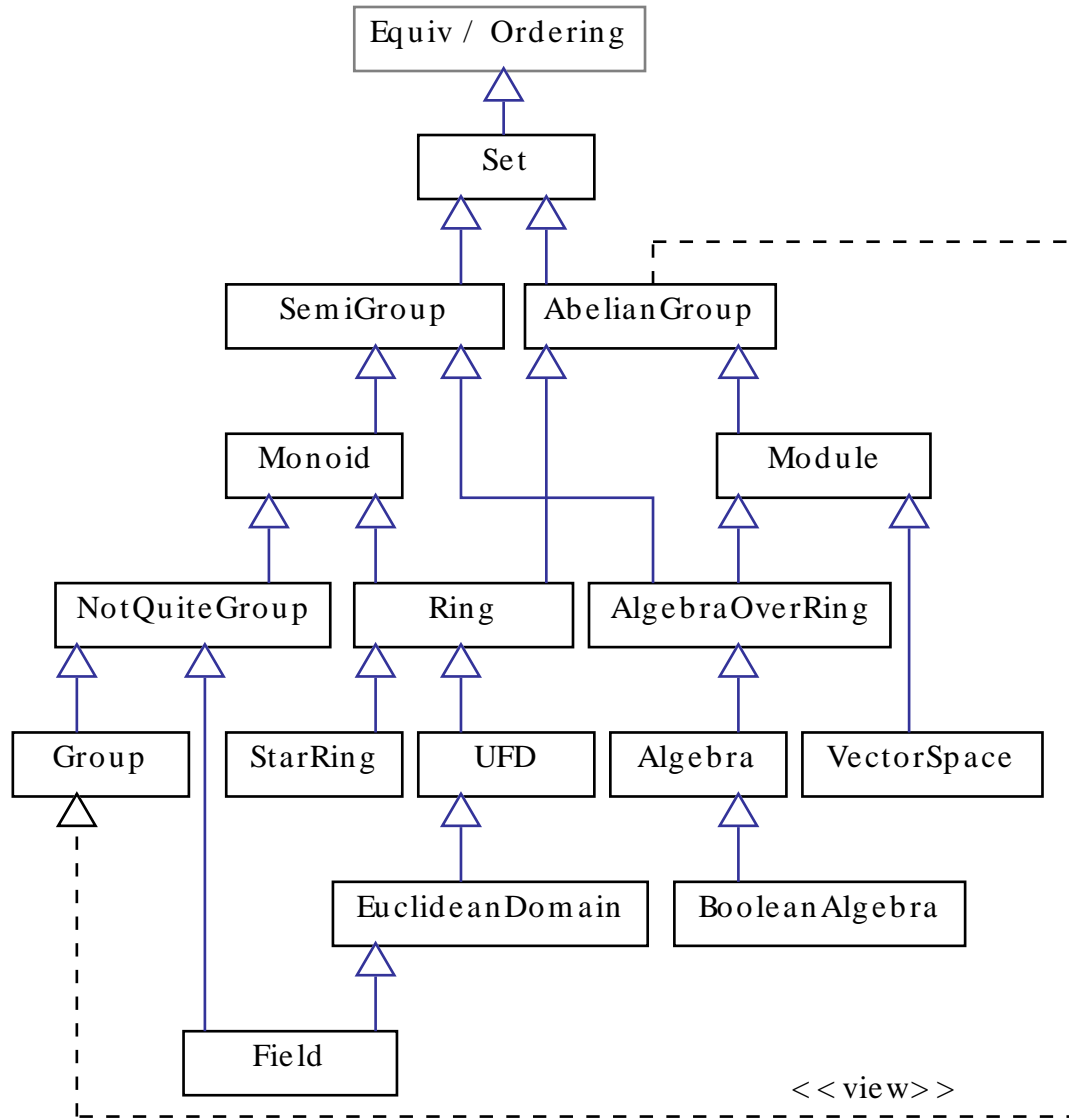 Equiv / Ordering
Set
SemiGroup
AbelianGroup
Monoid
Module
NotQuiteGroup
Ring
AlgebraOverRing
Group
StarRing
UFD
Algebra
VectorSpace
EuclideanDomain
BooleanAlgebra
Field
<<view>>